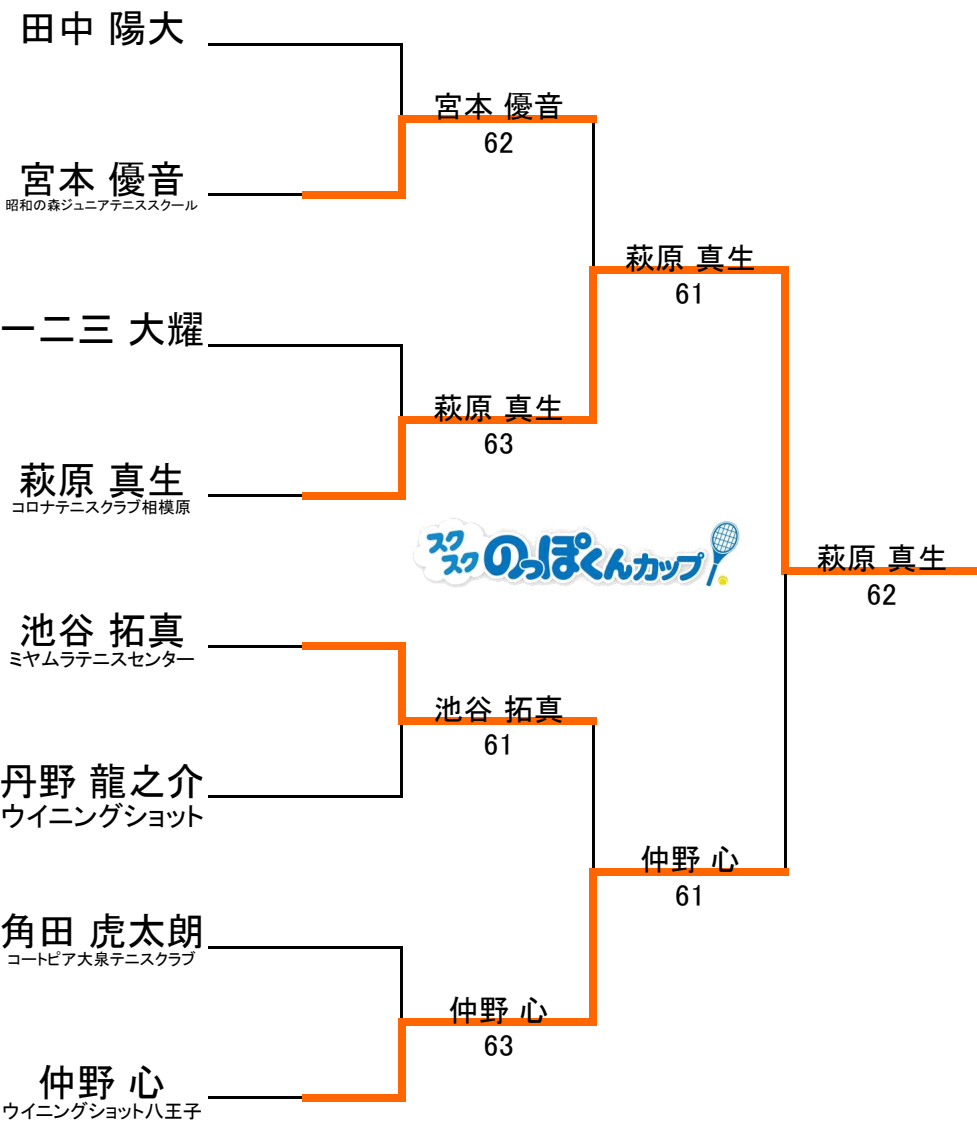 田中 陽大
宮本 優音
62
宮本 優音
昭和の森ジュニアテニススクール
萩原 真生
61
一二三 大耀
萩原 真生
63
萩原 真生
コロナテニスクラブ相模原
スク
スク
のっぽくんカップ
萩原 真生
62
池谷 拓真
ミヤムラテニスセンター
池谷 拓真
61
丹野 龍之介
ウイニングショット
仲野 心
61
角田 虎太朗
コートピア大泉テニスクラブ
仲野 心
63
仲野 心
ウイニングショット八王子